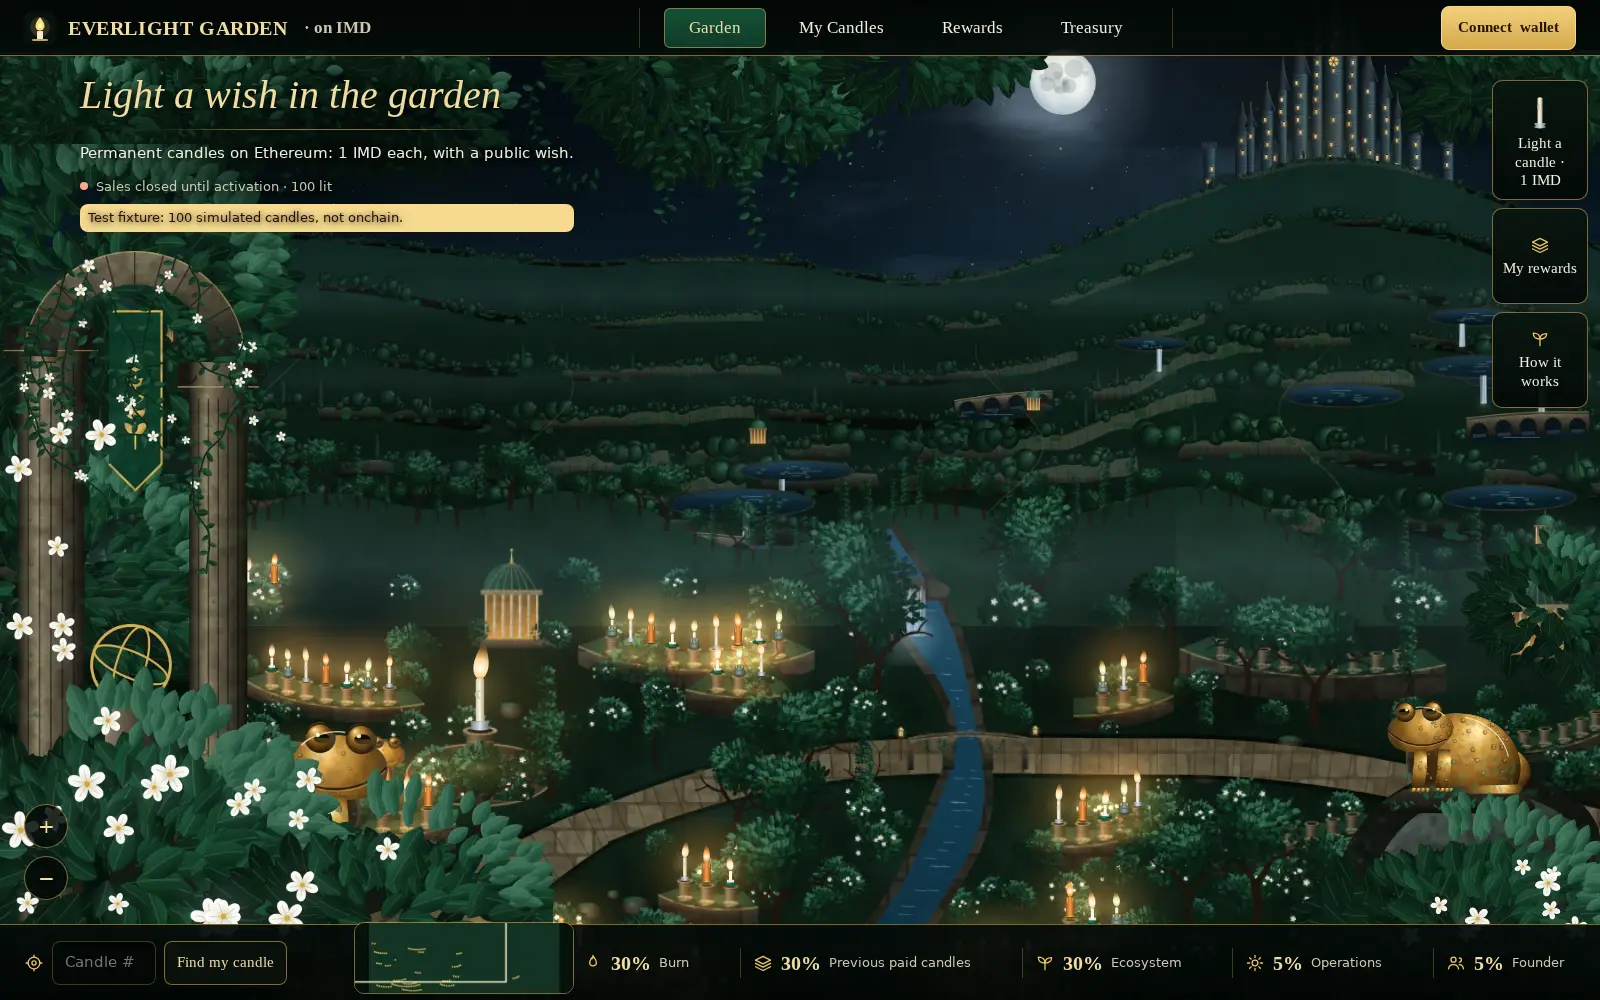 EVERLIGHT GARDEN · on IMD
Garden
My Candles
Rewards
Treasury
Connect wallet
Light a wish in the garden
Permanent candles on Ethereum: 1 IMD each, with a public wish.
Sales closed until activation · 100 lit
Test fixture: 100 simulated candles, not onchain.
Light a
candle ·
1 IMD
My rewards
How it
works
+
−
Candle #
Find my candle
30% Burn
30% Previous paid candles
30% Ecosystem
5% Operations
5% Founder